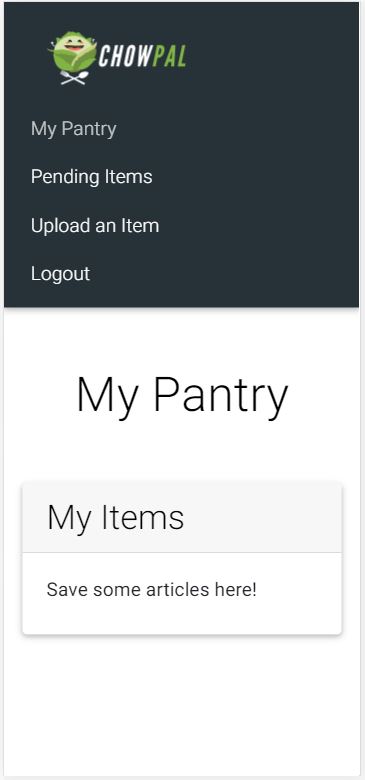 CHOWPAL
My Pantry
Pending Items
Upload an Item
Logout
My Pantry
My Items
Save some articles here!